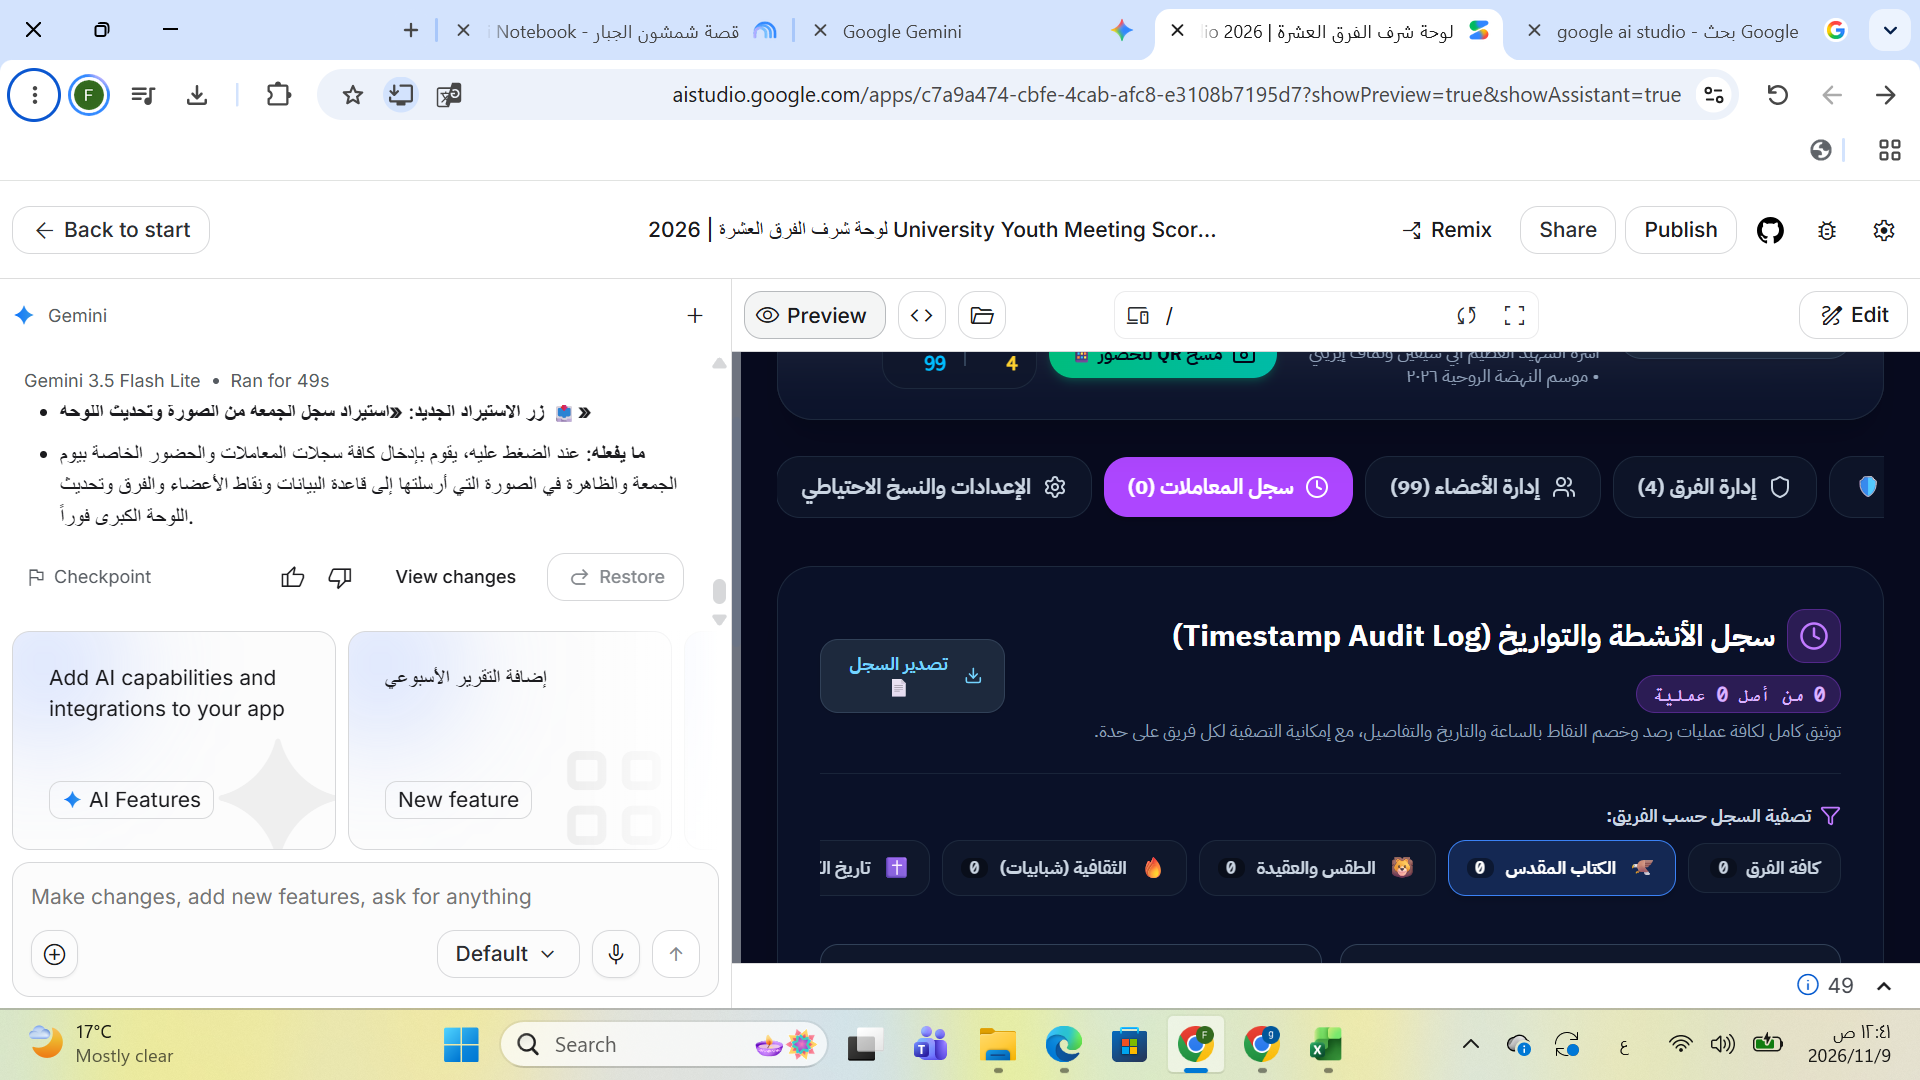 Notebook - قصة شمشون الجبار
Google Gemini
لوحة شرف الفرق العشرة | 2026
google ai studio - بحث Google
F
aistudio.google.com/apps/c7a9a474-cbfe-4cab-afc8-e3108b7195d7?showPreview=true&showAssistant=true
Back to start
2026 | لوحة شرف الفرق العشرة University Youth Meeting Scor...
Remix
Share
Publish
Gemini
Preview
/
Edit
Gemini 3.5 Flash Lite • Ran for 49s
زر الاستيراد الجديد: «استيراد سجل الجمعة من الصورة وتحديث اللوحة »
ما يفعله: عند الضغط عليه، يقوم بإدخال كافة سجلات المعاملات والحضور الخاصة بيوم
الجمعة والظاهرة في الصورة التي أرسلتها إلى قاعدة البيانات ونقاط الأعضاء والفرق وتحديث
اللوحة الكبرى فوراً.
Checkpoint
View changes
Restore
Add AI capabilities and
integrations to your app
AI Features
إضافة التقرير الأسبوعي
New feature
Make changes, add new features, ask for anything
Default
99
4
مسح QR للحضور
• موسم النهضة الروحية ٢٠٢٦
إدارة الفرق (4)
إدارة الأعضاء (99)
سجل المعاملات (0)
الإعدادات والنسخ الاحتياطي
سجل الأنشطة والتواريخ (Timestamp Audit Log)
0 من أصل 0 عملية
توثيق كامل لكافة عمليات رصد وخصم النقاط بالساعة والتاريخ والتفاصيل، مع إمكانية التصفية لكل فريق على حدة.
تصدير السجل
تصفية السجل حسب الفريق:
كافة الفرق 0
الكتاب المقدس 0
الطقس والعقيدة 0
الثقافية (شبابيات) 0
تاريخ
49
17°C
Mostly clear
Search
ع
١٢:٤١ ص
2026/11/9